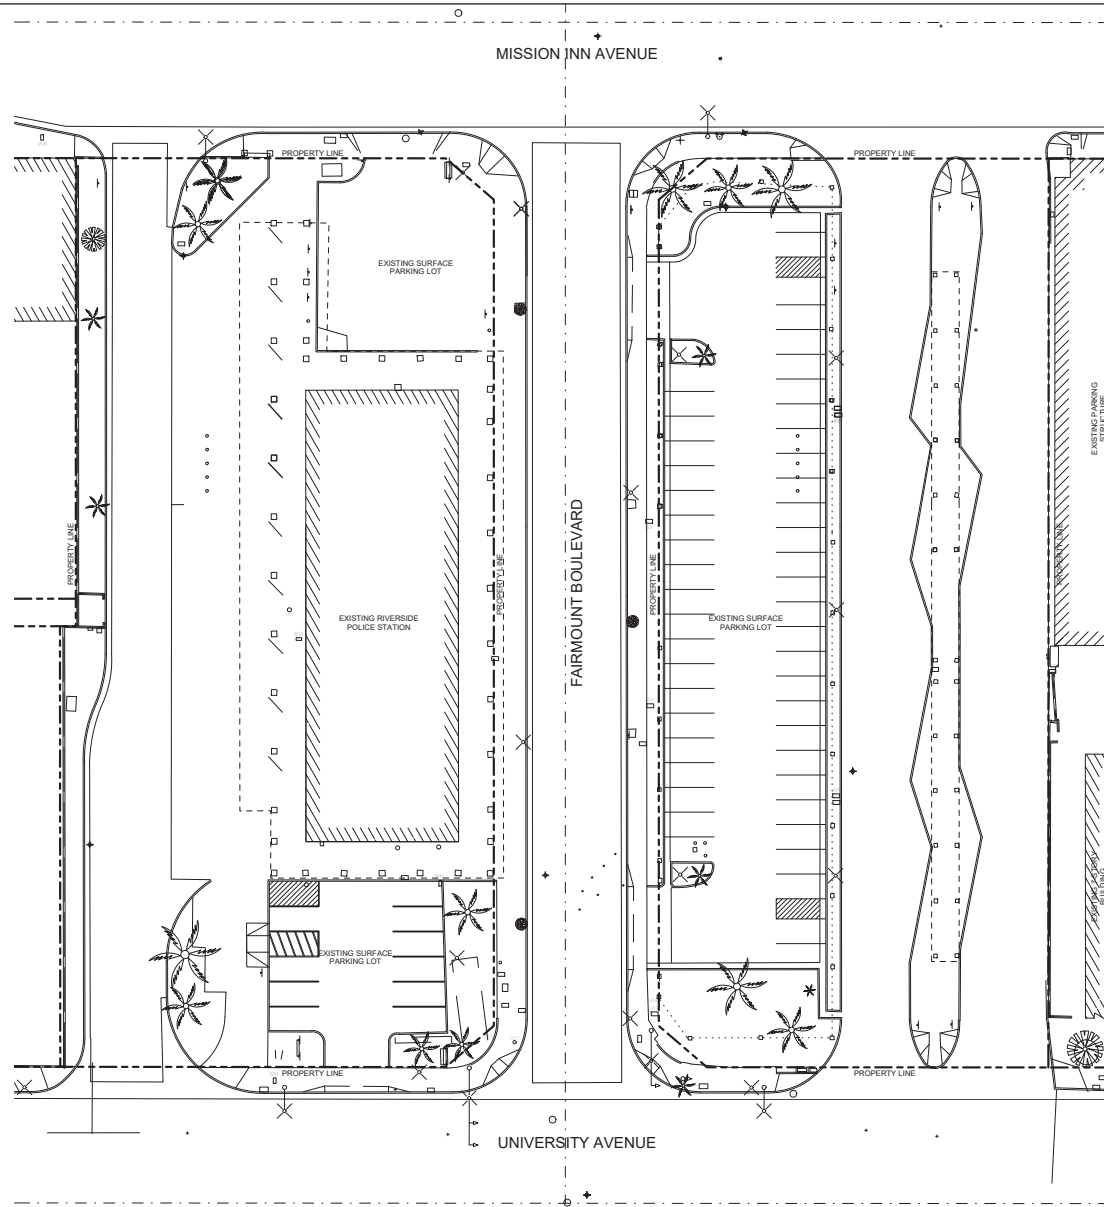 MISSION INN AVENUE
PROPERTY LINE
PROPERTY LINE
EXISTING SURFACE
PARKING LOT
EXISTING PARKING
STRUCTURE
PROPERTY LINE
PROPERTY LINE
FAIRMOUNT BOULEVARD
PROPERTY LINE
PROPERTY LINE
EXISTING RIVERSIDE
POLICE STATION
EXISTING SURFACE
PARKING LOT
EXISTING SURFACE
PARKING LOT
BUILDING
PROPERTY LINE
PROPERTY LINE
UNIVERSITY AVENUE